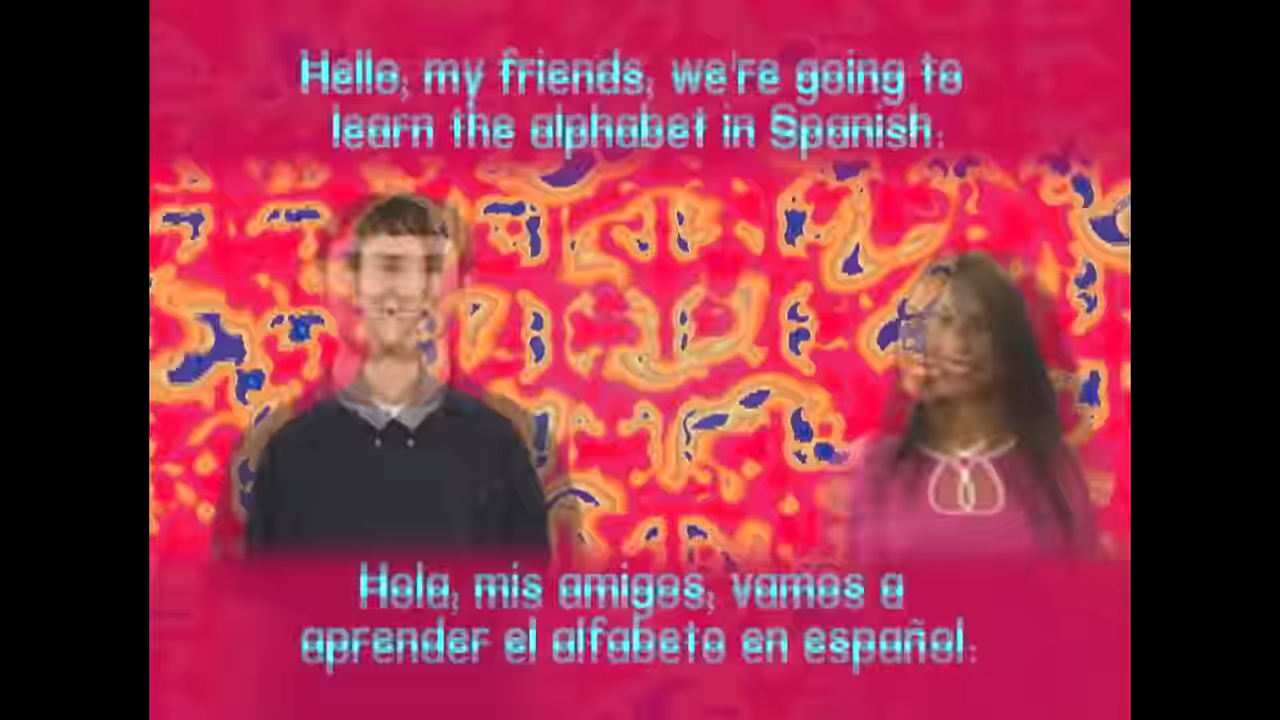 Hello, my friends, we're going to
learn the alphabet in Spanish.
Hola, mis amigos, vamos a
aprender el alfabeto en español.